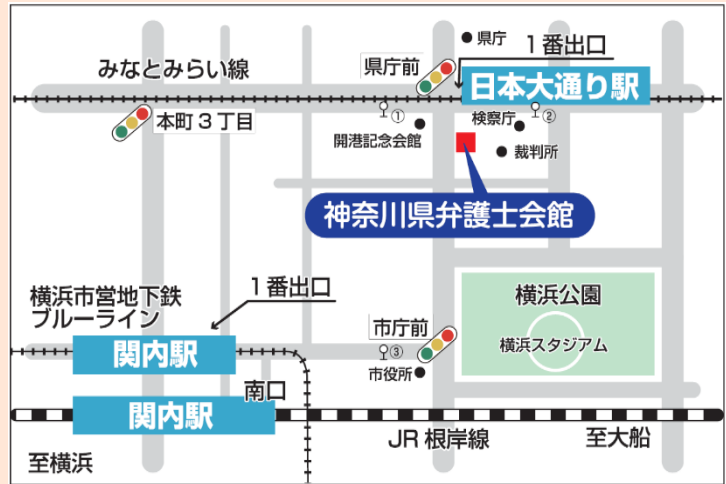 県庁
1番出口
県庁前
みなとみらい線
日本大通り駅
本町3丁目
①
②
検察庁
開港記念会館
裁判所
神奈川県弁護士会館
横浜市営地下鉄
ブルーライン
1番出口
横浜公園
市庁前
横浜スタジアム
関内駅
③
市役所
南口
関内駅
JR根岸線
至大船
至横浜